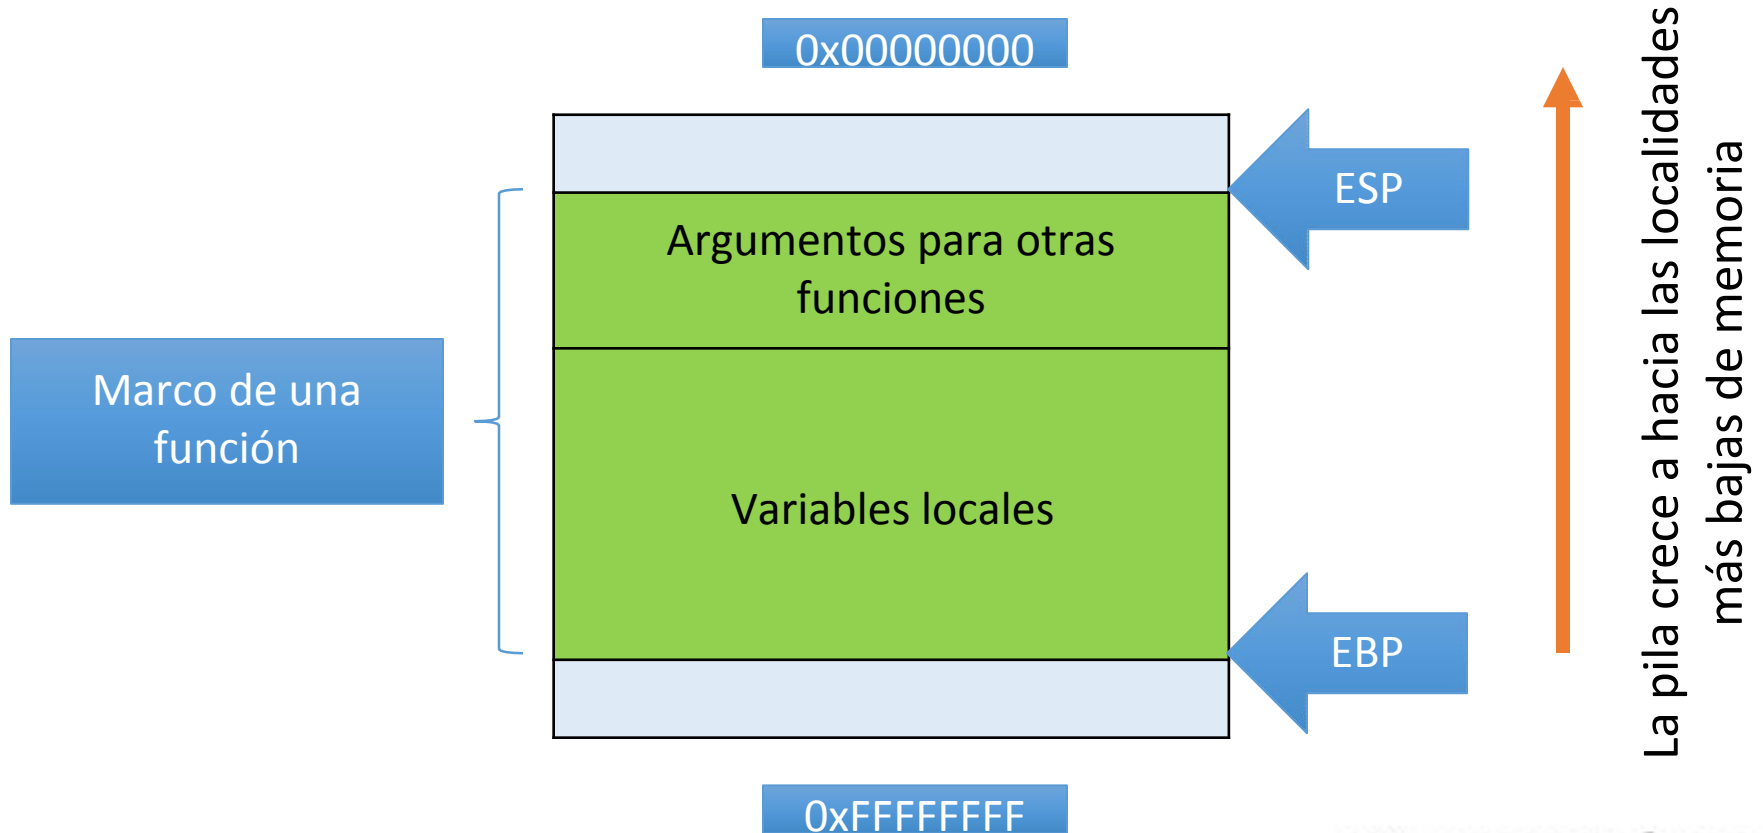 0x00000000
ESP
Argumentos para otras
funciones
Marco de una
función
Variables locales
EBP
0xFFFFFFFF
La pila crece a hacia las localidades
más bajas de memoria